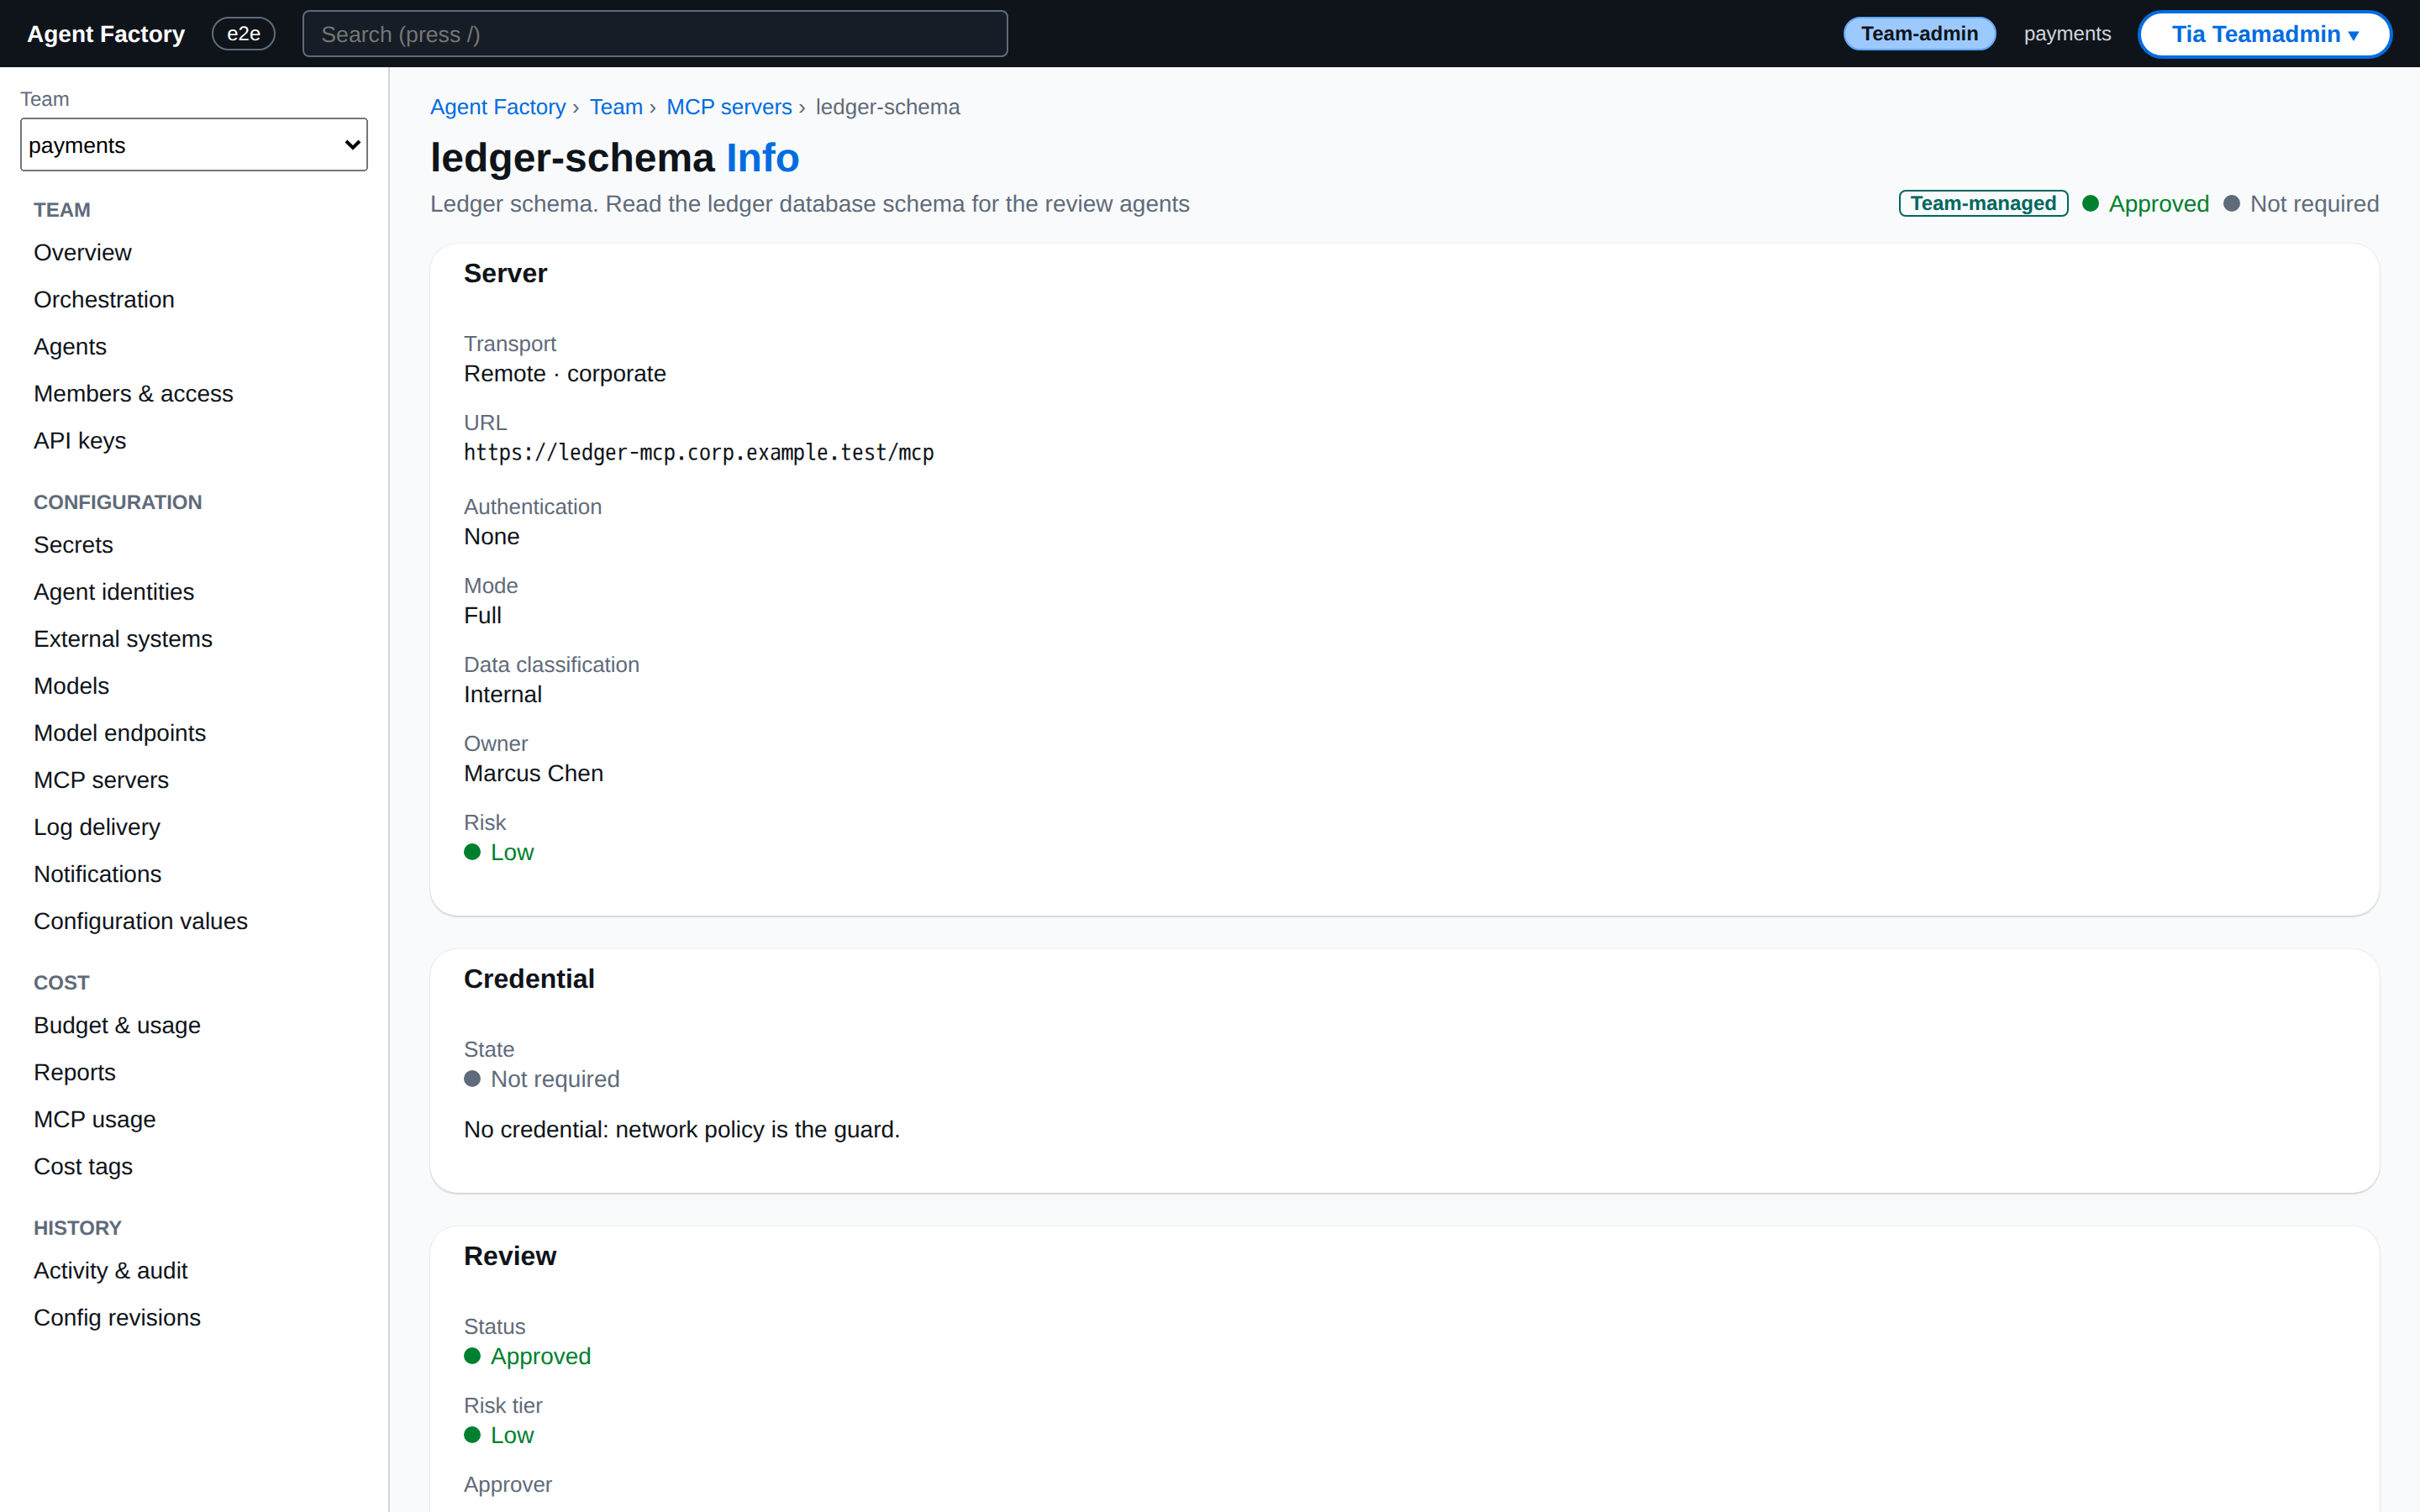 Agent Factory e2e Search (press /) Team-admin payments Tia Teamadmin ▾
Team
payments
TEAM
Overview
Orchestration
Agents
Members & access
API keys
CONFIGURATION
Secrets
Agent identities
External systems
Models
Model endpoints
MCP servers
Log delivery
Notifications
Configuration values
COST
Budget & usage
Reports
MCP usage
Cost tags
HISTORY
Activity & audit
Config revisions
Agent Factory › Team › MCP servers › ledger-schema
ledger-schema Info
Ledger schema. Read the ledger database schema for the review agents
Team-managed Approved Not required
Server
Transport
Remote · corporate
URL
https://ledger-mcp.corp.example.test/mcp
Authentication
None
Mode
Full
Data classification
Internal
Owner
Marcus Chen
Risk
Low
Credential
State
Not required
No credential: network policy is the guard.
Review
Status
Approved
Risk tier
Low
Approver